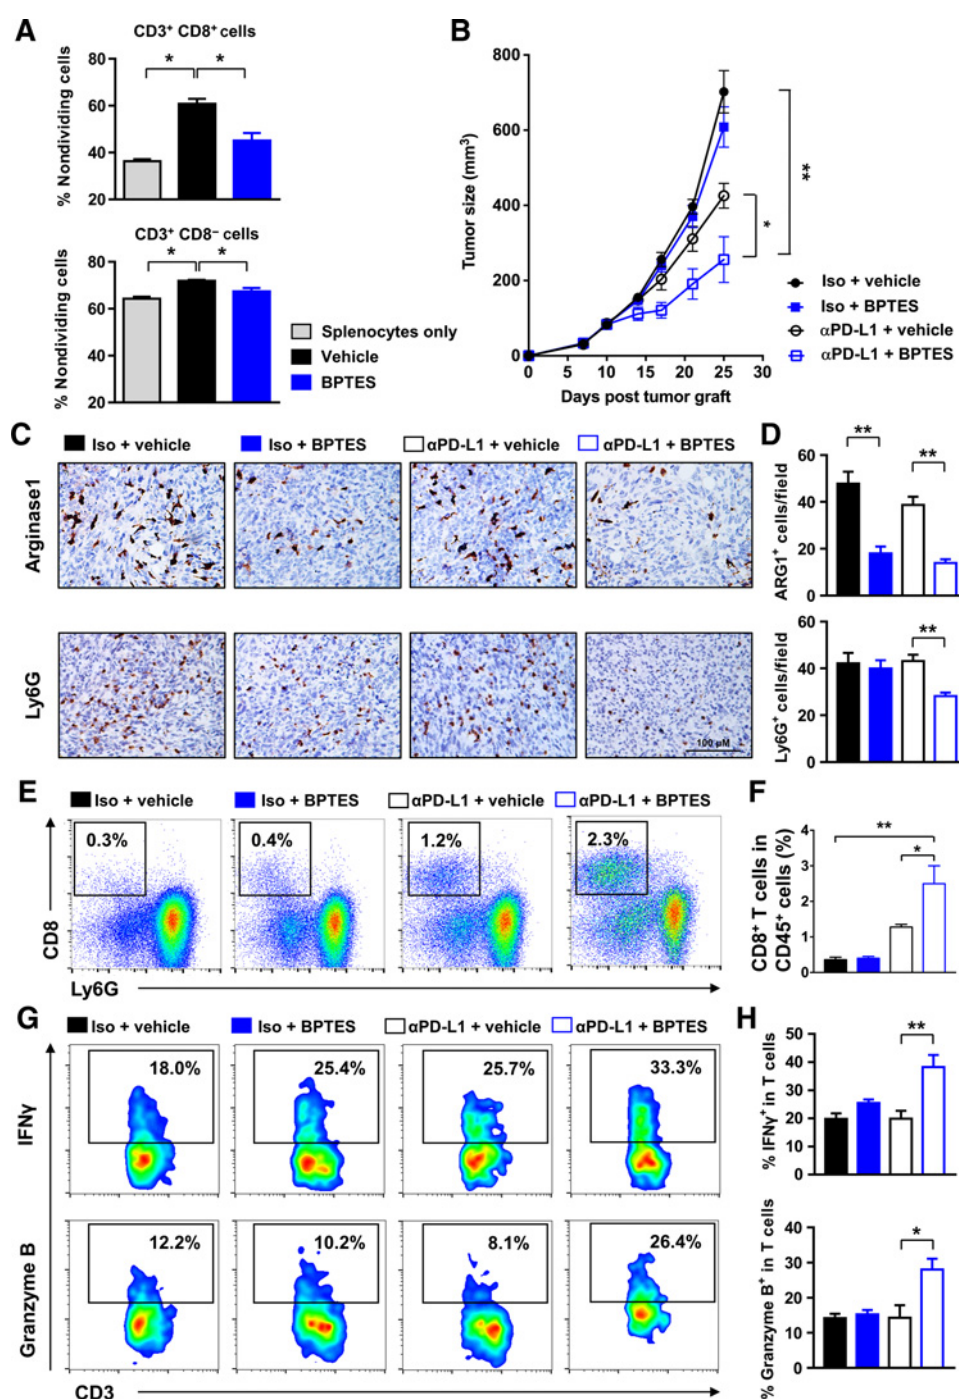 A
CD3⁺ CD8⁺ cells
% Nondividing cells
80
60
40
20
* *
CD3⁺ CD8⁻ cells
% Nondividing cells
80
60
40
20
* *
Splenocytes only
Vehicle
BPTES
B
Tumor size (mm³)
800
600
400
200
0
0 5 10 15 20 25 30
Days post tumor graft
*
**
Iso + vehicle
Iso + BPTES
αPD-L1 + vehicle
αPD-L1 + BPTES
C
Iso + vehicle Iso + BPTES αPD-L1 + vehicle αPD-L1 + BPTES
Arginase1
Ly6G
100 µM
D
ARG1⁺ cells/field
60
40
20
0
** **
Ly6G⁺ cells/field
60
40
20
0
**
E
Iso + vehicle Iso + BPTES αPD-L1 + vehicle αPD-L1 + BPTES
0.3% 0.4% 1.2% 2.3%
CD8
Ly6G
F
CD8⁺ T cells in
CD45⁺ cells (%)
4
3
2
1
0
**
*
G
Iso + vehicle Iso + BPTES αPD-L1 + vehicle αPD-L1 + BPTES
IFNγ
18.0% 25.4% 25.7% 33.3%
Granzyme B
12.2% 10.2% 8.1% 26.4%
CD3
H
% IFNγ⁺ in T cells
50
40
30
20
10
0
**
% Granzyme B⁺ in T cells
40
30
20
10
0
*